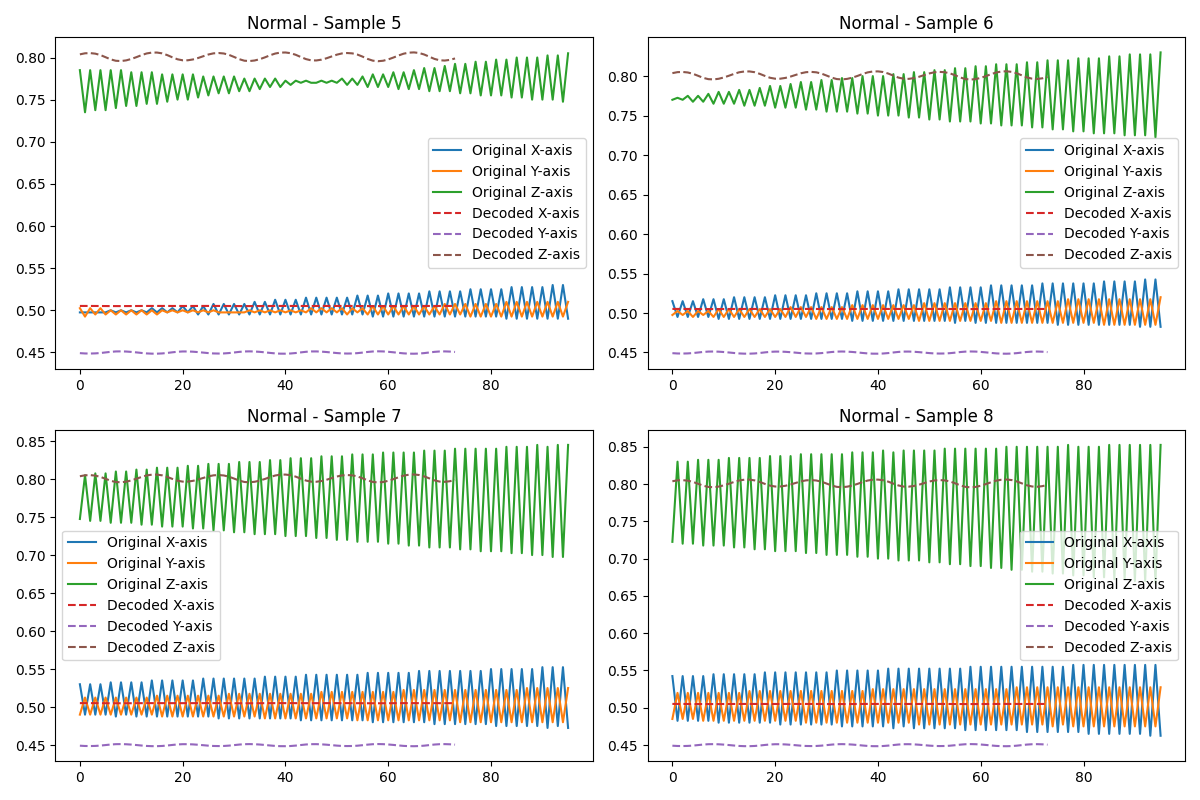 Normal - Sample 5
0.80
0.75
0.70
0.65
0.60
0.55
0.50
0.45
Original X-axis
Original Y-axis
Original Z-axis
Decoded X-axis
Decoded Y-axis
Decoded Z-axis
0 20 40 60 80
Normal - Sample 6
0.80
0.75
0.70
0.65
0.60
0.55
0.50
0.45
Original X-axis
Original Y-axis
Original Z-axis
Decoded X-axis
Decoded Y-axis
Decoded Z-axis
0 20 40 60 80
Normal - Sample 7
0.85
0.80
0.75
0.70
0.65
0.60
0.55
0.50
0.45
Original X-axis
Original Y-axis
Original Z-axis
Decoded X-axis
Decoded Y-axis
Decoded Z-axis
0 20 40 60 80
Normal - Sample 8
0.85
0.80
0.75
0.70
0.65
0.60
0.55
0.50
0.45
Original X-axis
Original Y-axis
Original Z-axis
Decoded X-axis
Decoded Y-axis
Decoded Z-axis
0 20 40 60 80